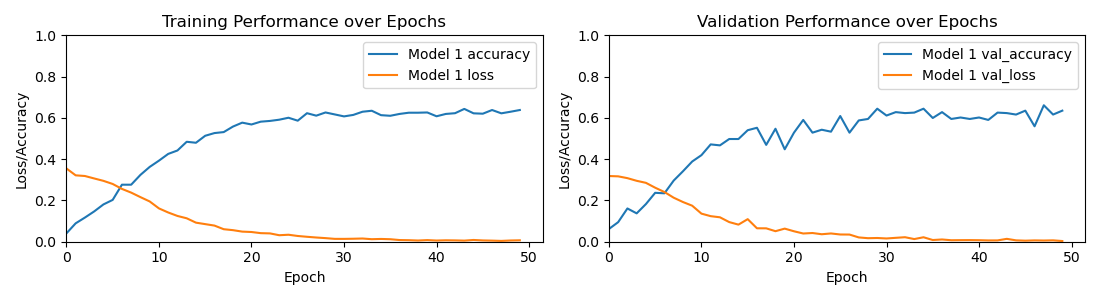 Training Performance over Epochs
1.0
0.8
0.6
0.4
0.2
0.0
Loss/Accuracy
Model 1 accuracy
Model 1 loss
0 10 20 30 40 50
Epoch
Validation Performance over Epochs
1.0
0.8
0.6
0.4
0.2
0.0
Loss/Accuracy
Model 1 val_accuracy
Model 1 val_loss
0 10 20 30 40 50
Epoch